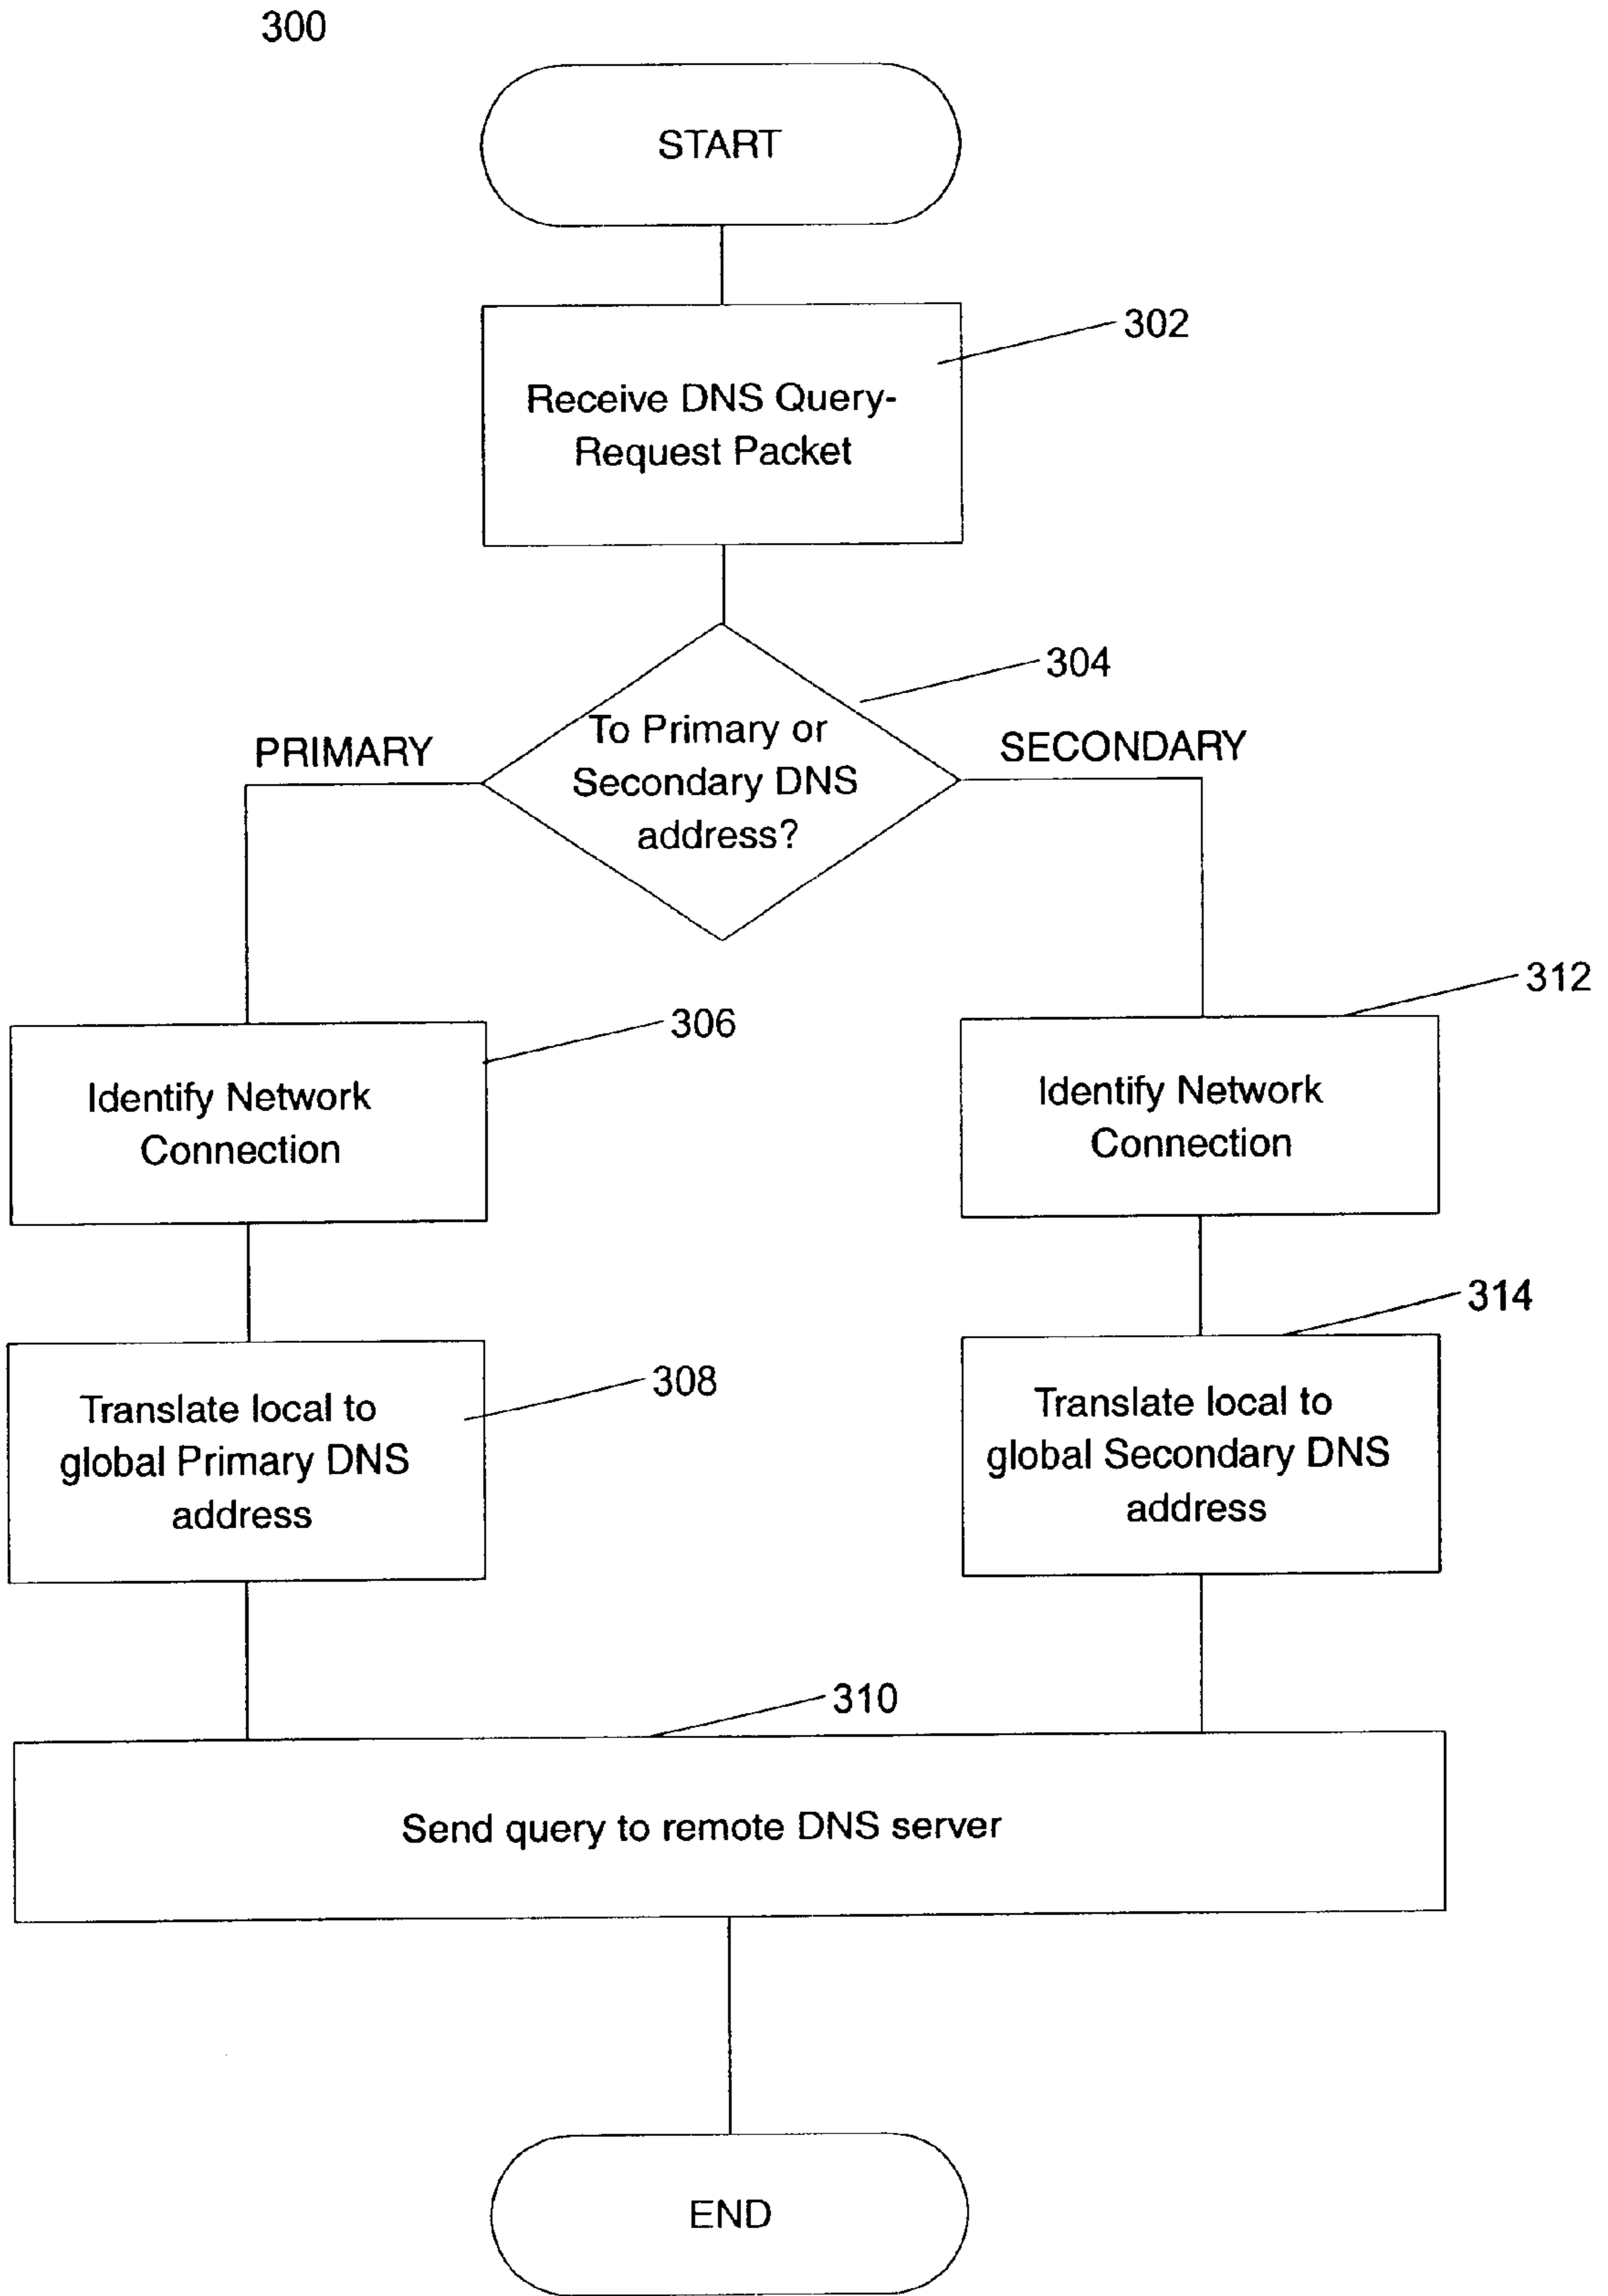 300
START
302
Receive DNS Query-
Request Packet
304
To Primary or
Secondary DNS
address?
PRIMARY
SECONDARY
306
Identify Network
Connection
312
Identify Network
Connection
308
Translate local to
global Primary DNS
address
314
Translate local to
global Secondary DNS
address
310
Send query to remote DNS server
END